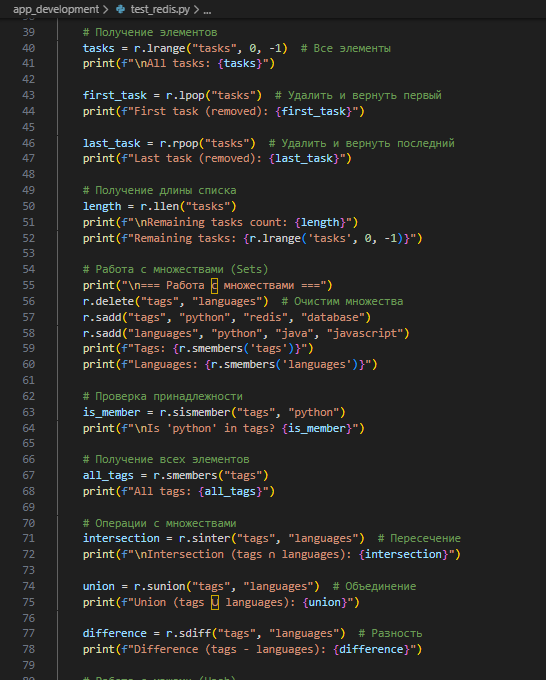 app_development > test_redis.py > ...
39 # Получение элементов
40 tasks = r.lrange("tasks", 0, -1)  # Все элементы
41 print(f"\nAll tasks: {tasks}")
42
43 first_task = r.lpop("tasks")  # Удалить и вернуть первый
44 print(f"First task (removed): {first_task}")
45
46 last_task = r.rpop("tasks")  # Удалить и вернуть последний
47 print(f"Last task (removed): {last_task}")
48
49 # Получение длины списка
50 length = r.llen("tasks")
51 print(f"\nRemaining tasks count: {length}")
52 print(f"Remaining tasks: {r.lrange('tasks', 0, -1)}")
53
54 # Работа с множествами (Sets)
55 print("\n=== Работа с множествами ===")
56 r.delete("tags", "languages")  # Очистим множества
57 r.sadd("tags", "python", "redis", "database")
58 r.sadd("languages", "python", "java", "javascript")
59 print(f"Tags: {r.smembers('tags')}")
60 print(f"Languages: {r.smembers('languages')}")
61
62 # Проверка принадлежности
63 is_member = r.sismember("tags", "python")
64 print(f"\nIs 'python' in tags? {is_member}")
65
66 # Получение всех элементов
67 all_tags = r.smembers("tags")
68 print(f"All tags: {all_tags}")
69
70 # Операции с множествами
71 intersection = r.sinter("tags", "languages")  # Пересечение
72 print(f"\nIntersection (tags ∩ languages): {intersection}")
73
74 union = r.sunion("tags", "languages")  # Объединение
75 print(f"Union (tags ∪ languages): {union}")
76
77 difference = r.sdiff("tags", "languages")  # Разность
78 print(f"Difference (tags - languages): {difference}")
79